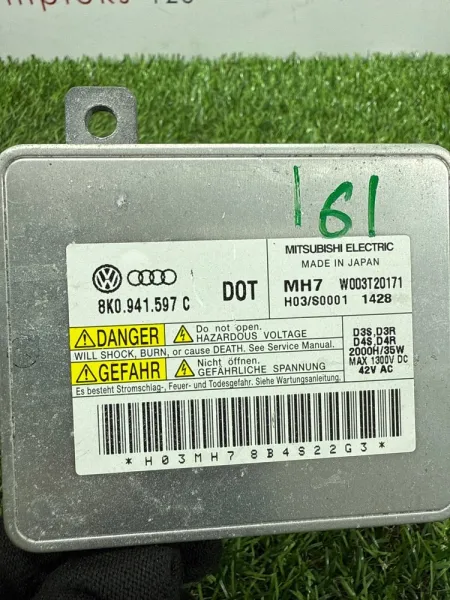 161
MITSUBISHI ELECTRIC
MADE IN JAPAN
8K0.941.597 C DOT
MH7 W003T20171
H03/S0001 1428
DANGER Do not open. HAZARDOUS VOLTAGE
WILL SHOCK, BURN, or cause DEATH. See Service Manual.
GEFAHR Nicht öffnen. GEFÄHRLICHE SPANNUNG
Es besteht Stromschlag-, Feuer- und Todesgefahr. Siehe Wartungsanleitung.
D3S,D3R
D4S,D4R
2000H/35W
MAX 1300V DC
42V AC
*H03MH78B4S22G3*